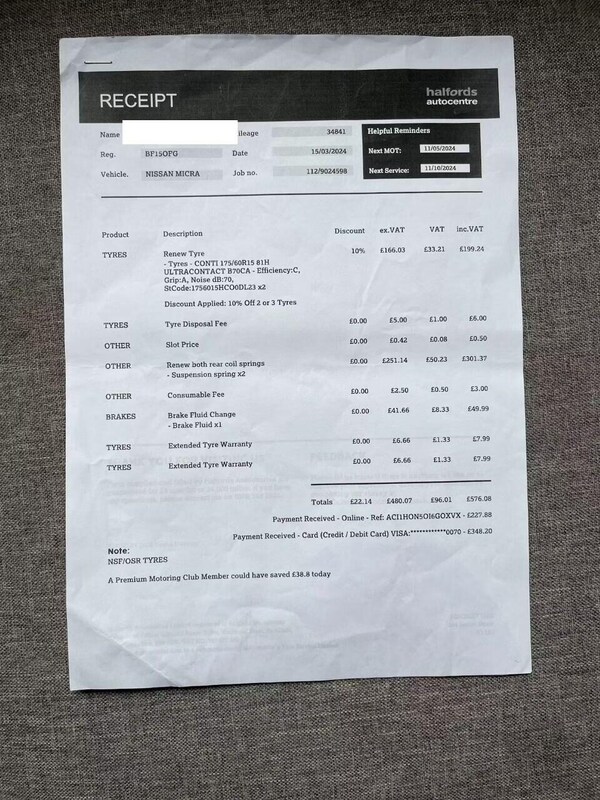 RECEIPT
halfords
autocentre
Name
ileage 34841
Helpful Reminders
Reg. BF15OFG Date 15/03/2024
Next MOT: 11/05/2024
Vehicle. NISSAN MICRA Job no. 112/9024598
Next Service: 11/10/2024
Product Description Discount ex.VAT VAT inc.VAT
TYRES Renew Tyre 10% £166.03 £33.21 £199.24
- Tyres - CONTI 175/60R15 81H
ULTRACONTACT B70CA - Efficiency:C,
Grip:A, Noise dB:70,
StCode:1756015HCO0DL23 x2
Discount Applied: 10% Off 2 or 3 Tyres
TYRES Tyre Disposal Fee £0.00 £5.00 £1.00 £6.00
OTHER Slot Price £0.00 £0.42 £0.08 £0.50
OTHER Renew both rear coil springs £0.00 £251.14 £50.23 £301.37
- Suspension spring x2
OTHER Consumable Fee £0.00 £2.50 £0.50 £3.00
BRAKES Brake Fluid Change £0.00 £41.66 £8.33 £49.99
- Brake Fluid x1
TYRES Extended Tyre Warranty £0.00 £6.66 £1.33 £7.99
TYRES Extended Tyre Warranty £0.00 £6.66 £1.33 £7.99
Totals £22.14 £480.07 £96.01 £576.08
Payment Received - Online - Ref: AC11HON5OI6GOXVX - £227.88
Payment Received - Card (Credit / Debit Card) VISA:************0070 - £348.20
Note:
NSF/OSR TYRES
A Premium Motoring Club Member could have saved £38.8 today